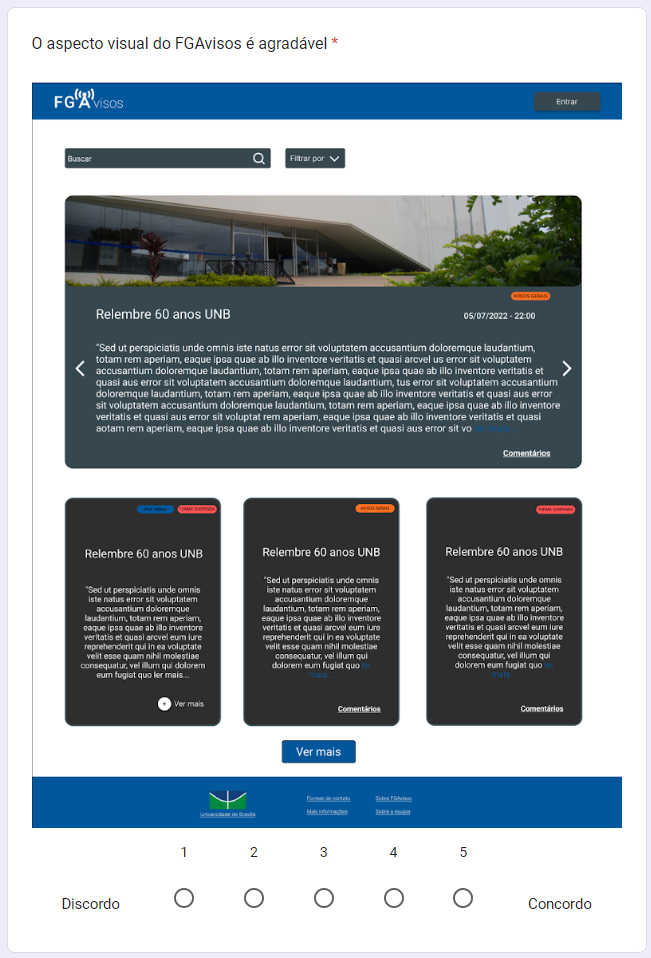 O aspecto visual do FGAvisos é agradável *
FGAvisos
Entrar
Buscar
Filtrar por
AVISOS GERAIS
Relembre 60 anos UNB
05/07/2022 - 22:00
"Sed ut perspiciatis unde omnis iste natus error sit voluptatem accusantium doloremque laudantium,
totam rem aperiam, eaque ipsa quae ab illo inventore veritatis et quasi arcvel us error sit voluptatem
accusantium doloremque laudantium, totam rem aperiam, eaque ipsa quae ab illo inventore veritatis et
quasi aus error sit voluptatem accusantium doloremque laudantium, tus error sit voluptatem accusantium
doloremque laudantium, totam rem aperiam, eaque ipsa quae ab illo inventore veritatis et quasi aus error
sit voluptatem accusantium doloremque laudantium, totam rem aperiam, eaque ipsa quae ab illo inventore
veritatis et quasi aus error sit voluptat rem aperiam, eaque ipsa quae ab illo inventore veritatis et quasi
aotam rem aperiam, eaque ipsa quae ab illo inventore veritatis et quasi aus error sit vo
Comentários
TURMA SUSPENSA
Relembre 60 anos UNB
"Sed ut perspiciatis unde omnis
iste natus error sit voluptatem
accusantium doloremque
laudantium, totam rem aperiam,
eaque ipsa quae ab illo inventore
veritatis et quasi arcvel eum iure
reprehenderit qui in ea voluptate
velit esse quam nihil molestiae
consequatur, vel illum qui dolorem
eum fugiat quo ler mais...
Ver mais
AVISOS GERAIS
Relembre 60 anos UNB
"Sed ut perspiciatis unde omnis
iste natus error sit voluptatem
accusantium doloremque
laudantium, totam rem aperiam,
eaque ipsa quae ab illo inventore
veritatis et quasi arcvel eum iure
reprehenderit qui in ea voluptate
velit esse quam nihil molestiae
consequatur, vel illum qui
dolorem eum fugiat quo ler
mais...
Comentários
TURMA SUSPENSA
Relembre 60 anos UNB
"Sed ut perspiciatis unde omnis
iste natus error sit voluptatem
accusantium doloremque
laudantium, totam rem aperiam,
eaque ipsa quae ab illo inventore
veritatis et quasi arcvel eum iure
reprehenderit qui in ea voluptate
velit esse quam nihil molestiae
consequatur, vel illum qui
dolorem eum fugiat quo ler
mais...
Comentários
Ver mais
Universidade de Brasília
Formas de contato
Mais informações
Sobre FGAvisos
Sobre a equipe
1 2 3 4 5
Discordo
Concordo